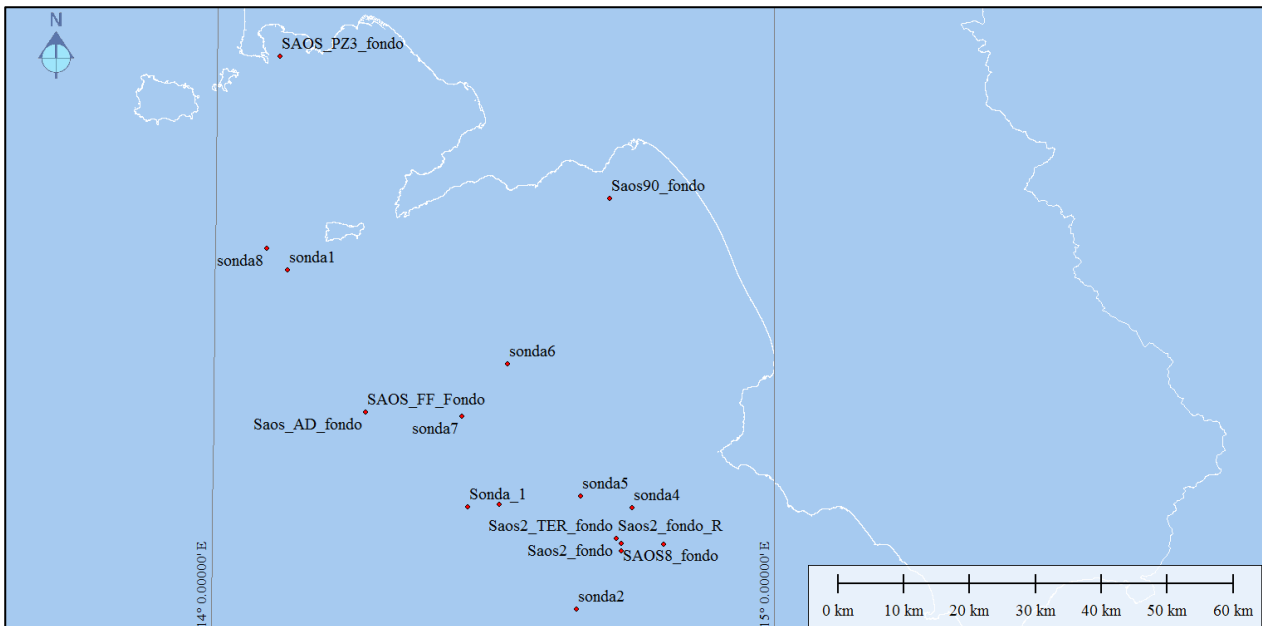 N
SAOS_PZ3_fondo
Saos90_fondo
sonda8
sonda1
sonda6
SAOS_FF_Fondo
Saos_AD_fondo
sonda7
sonda5
Sonda_1
sonda4
Saos2_TER_fondo
Saos2_fondo_R
Saos2_fondo
SAOS8_fondo
sonda2
14° 0.00000' E
15° 0.00000' E
0 km 10 km 20 km 30 km 40 km 50 km 60 km